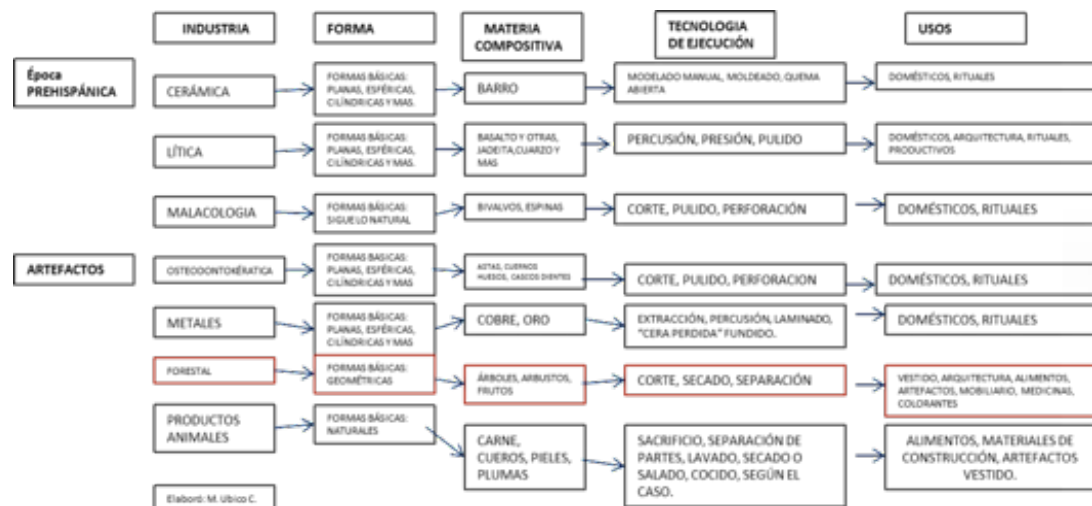 INDUSTRIA
FORMA
MATERIA
COMPOSITIVA
TECNOLOGIA
DE EJECUCIÓN
USOS
Época
PREHISPÁNICA
CERÁMICA
FORMAS BÁSICAS:
PLANAS, ESFÉRICAS,
CILÍNDRICAS Y MAS.
BARRO
MODELADO MANUAL, MOLDEADO, QUEMA
ABIERTA
DOMÉSTICOS, RITUALES
LÍTICA
FORMAS BÁSICAS:
PLANAS, ESFÉRICAS,
CILÍNDRICAS Y MAS.
BASALTO Y OTRAS,
JADEITA,CUARZO Y
MAS
PERCUSIÓN, PRESIÓN, PULIDO
DOMÉSTICOS, ARQUITECTURA, RITUALES,
PRODUCTIVOS
MALACOLOGIA
FORMAS BÁSICAS:
SIGUE LO NATURAL
BIVALVOS, ESPINAS
CORTE, PULIDO, PERFORACIÓN
DOMÉSTICOS, RITUALES
ARTEFACTOS
OSTEODONTOKÉRATICA
FORMAS BÁSICAS:
PLANAS, ESFÉRICAS,
CILÍNDRICAS Y MAS
CUERNOS
HUESOS, CASCOS DIENTES
CORTE, PULIDO, PERFORACION
DOMÉSTICOS, RITUALES
METALES
FORMAS BÁSICAS:
PLANAS, ESFÉRICAS,
CILÍNDRICAS Y MAS
COBRE, ORO
EXTRACCIÓN, PERCUSIÓN, LAMINADO,
"CERA PERDIDA" FUNDIDO.
DOMÉSTICOS, RITUALES
FORESTAL
FORMAS BÁSICAS:
GEOMÉTRICAS
ÁRBOLES, ARBUSTOS,
FRUTOS
CORTE, SECADO, SEPARACIÓN
VESTIDO, ARQUITECTURA, ALIMENTOS,
ARTEFACTOS, MOBILIARIO, MEDICINAS,
COLORANTES
PRODUCTOS
ANIMALES
FORMAS BÁSICAS:
NATURALES
CARNE,
CUEROS, PIELES,
PLUMAS
SACRIFICIO, SEPARACIÓN DE
PARTES, LAVADO, SECADO O
SALADO, COCIDO, SEGÚN EL
CASO.
ALIMENTOS, MATERIALES DE
CONSTRUCCIÓN, ARTEFACTOS
VESTIDO.
Elaboró: M. Ubico C.